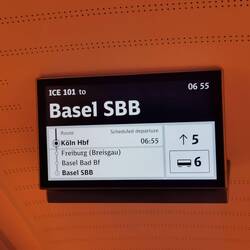 ICE 101 to 06 55
Basel SBB
Route Scheduled departure
Köln Hbf 06:55
Freiburg (Breisgau)
Basel Bad Bf
Basel SBB
↑ 5
6